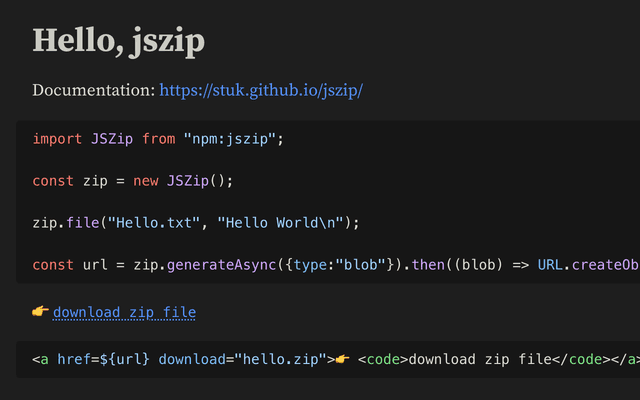 Hello, jszip
Documentation: https://stuk.github.io/jszip/
import JSZip from "npm:jszip";
const zip = new JSZip();
zip.file("Hello.txt", "Hello World\n");
const url = zip.generateAsync({type:"blob"}).then((blob) => URL.createOb
👉 download zip file
<a href=${url} download="hello.zip">👉 <code>download zip file</code></a>